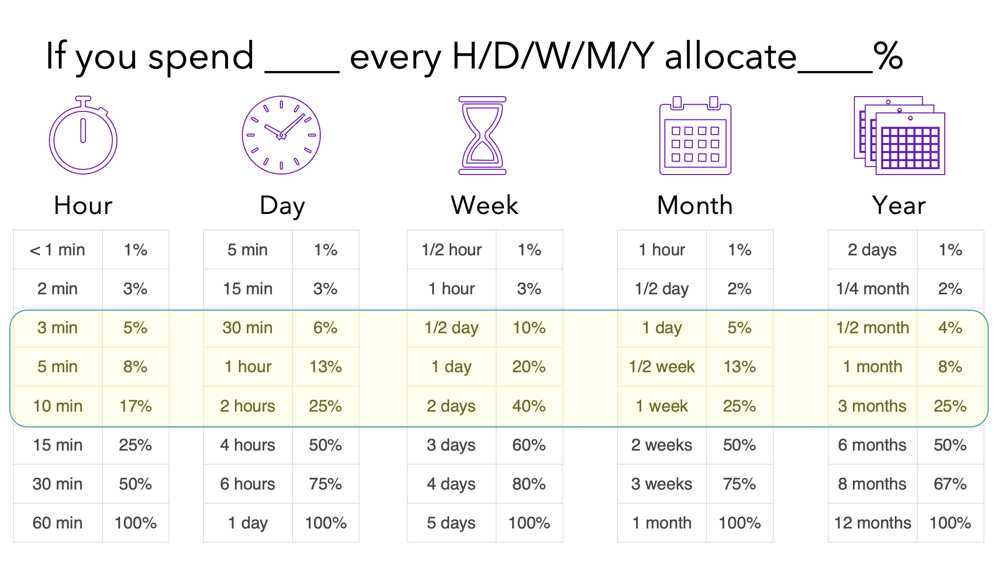 If you spend ____ every H/D/W/M/Y allocate____%
Hour Day Week Month Year
< 1 min 1% 5 min 1% 1/2 hour 1% 1 hour 1% 2 days 1%
2 min 3% 15 min 3% 1 hour 3% 1/2 day 2% 1/4 month 2%
3 min 5% 30 min 6% 1/2 day 10% 1 day 5% 1/2 month 4%
5 min 8% 1 hour 13% 1 day 20% 1/2 week 13% 1 month 8%
10 min 17% 2 hours 25% 2 days 40% 1 week 25% 3 months 25%
15 min 25% 4 hours 50% 3 days 60% 2 weeks 50% 6 months 50%
30 min 50% 6 hours 75% 4 days 80% 3 weeks 75% 8 months 67%
60 min 100% 1 day 100% 5 days 100% 1 month 100% 12 months 100%